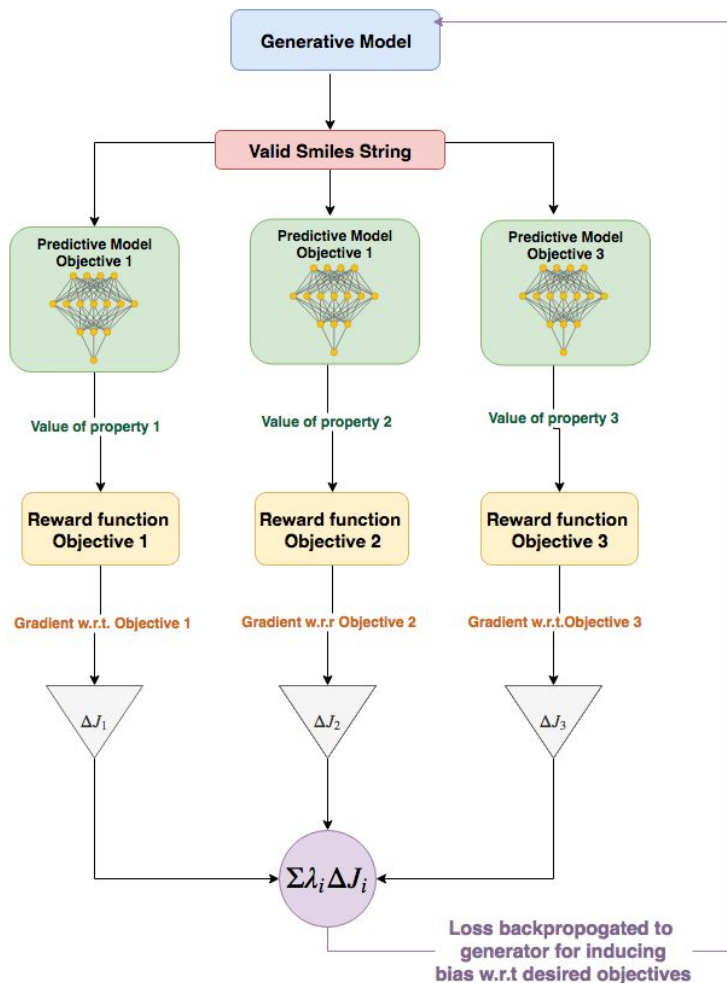 Generative Model
Valid Smiles String
Predictive Model
Objective 1
Predictive Model
Objective 1
Predictive Model
Objective 3
Value of property 1
Value of property 2
Value of property 3
Reward function
Objective 1
Reward function
Objective 2
Reward function
Objective 3
Gradient w.r.t. Objective 1
Gradient w.r.r Objective 2
Gradient w.r.t.Objective 3
ΔJ₁
ΔJ₂
ΔJ₃
Σλᵢ ΔJᵢ
Loss backpropogated to
generator for inducing
bias w.r.t desired objectives